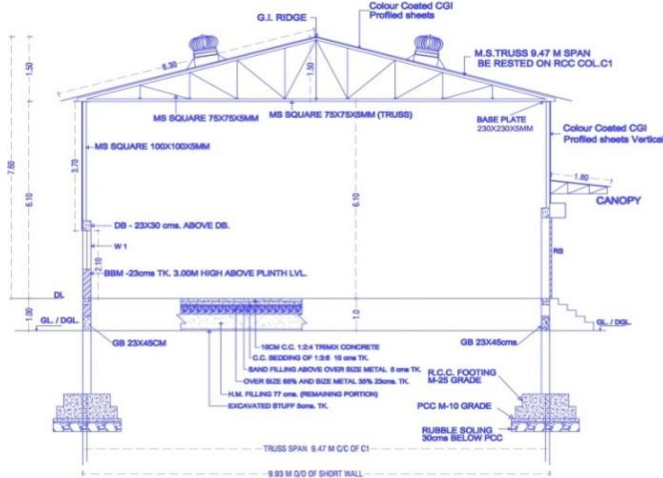 Colour Coated CGI
Profiled sheets
G.I. RIDGE
M.S.TRUSS 9.47 M SPAN
BE RESTED ON RCC COL.C1
6.30
1.50
1.50
MS SQUARE 75X75X5MM
MS SQUARE 75X75X5MM (TRUSS)
BASE PLATE
230X230X5MM
Colour Coated CGI
Profiled sheets Vertical
MS SQUARE 100X100X5MM
7.60
6.10
3.70
6.10
1.80
CANOPY
DB - 23X30 cms. ABOVE DB.
W 1
2.10
RS
BBM -23cms TK. 3.00M HIGH ABOVE PLINTH LVL.
1.00
1.0
GL. / DGL.
GL. / DGL.
GB 23X45CM
GB 23X45cms.
10CM C.C. 1:2:4 TRIMIX CONCRETE
C.C. BEDDING OF 1:3:6 10 cms TK.
SAND FILLING ABOVE OVER SIZE METAL 5 cms TK.
OVER SIZE 65% AND SIZE METAL 35% 23cms. TK.
H.M. FILLING 77 cms. (REMAINING PORTION)
EXCAVATED STUFF 5cms. TK.
R.C.C. FOOTING
M-25 GRADE
PCC M-10 GRADE
RUBBLE SOLING
30cms BELOW PCC
TRUSS SPAN 9.47 M C/C OF C1
9.93 M O/O OF SHORT WALL